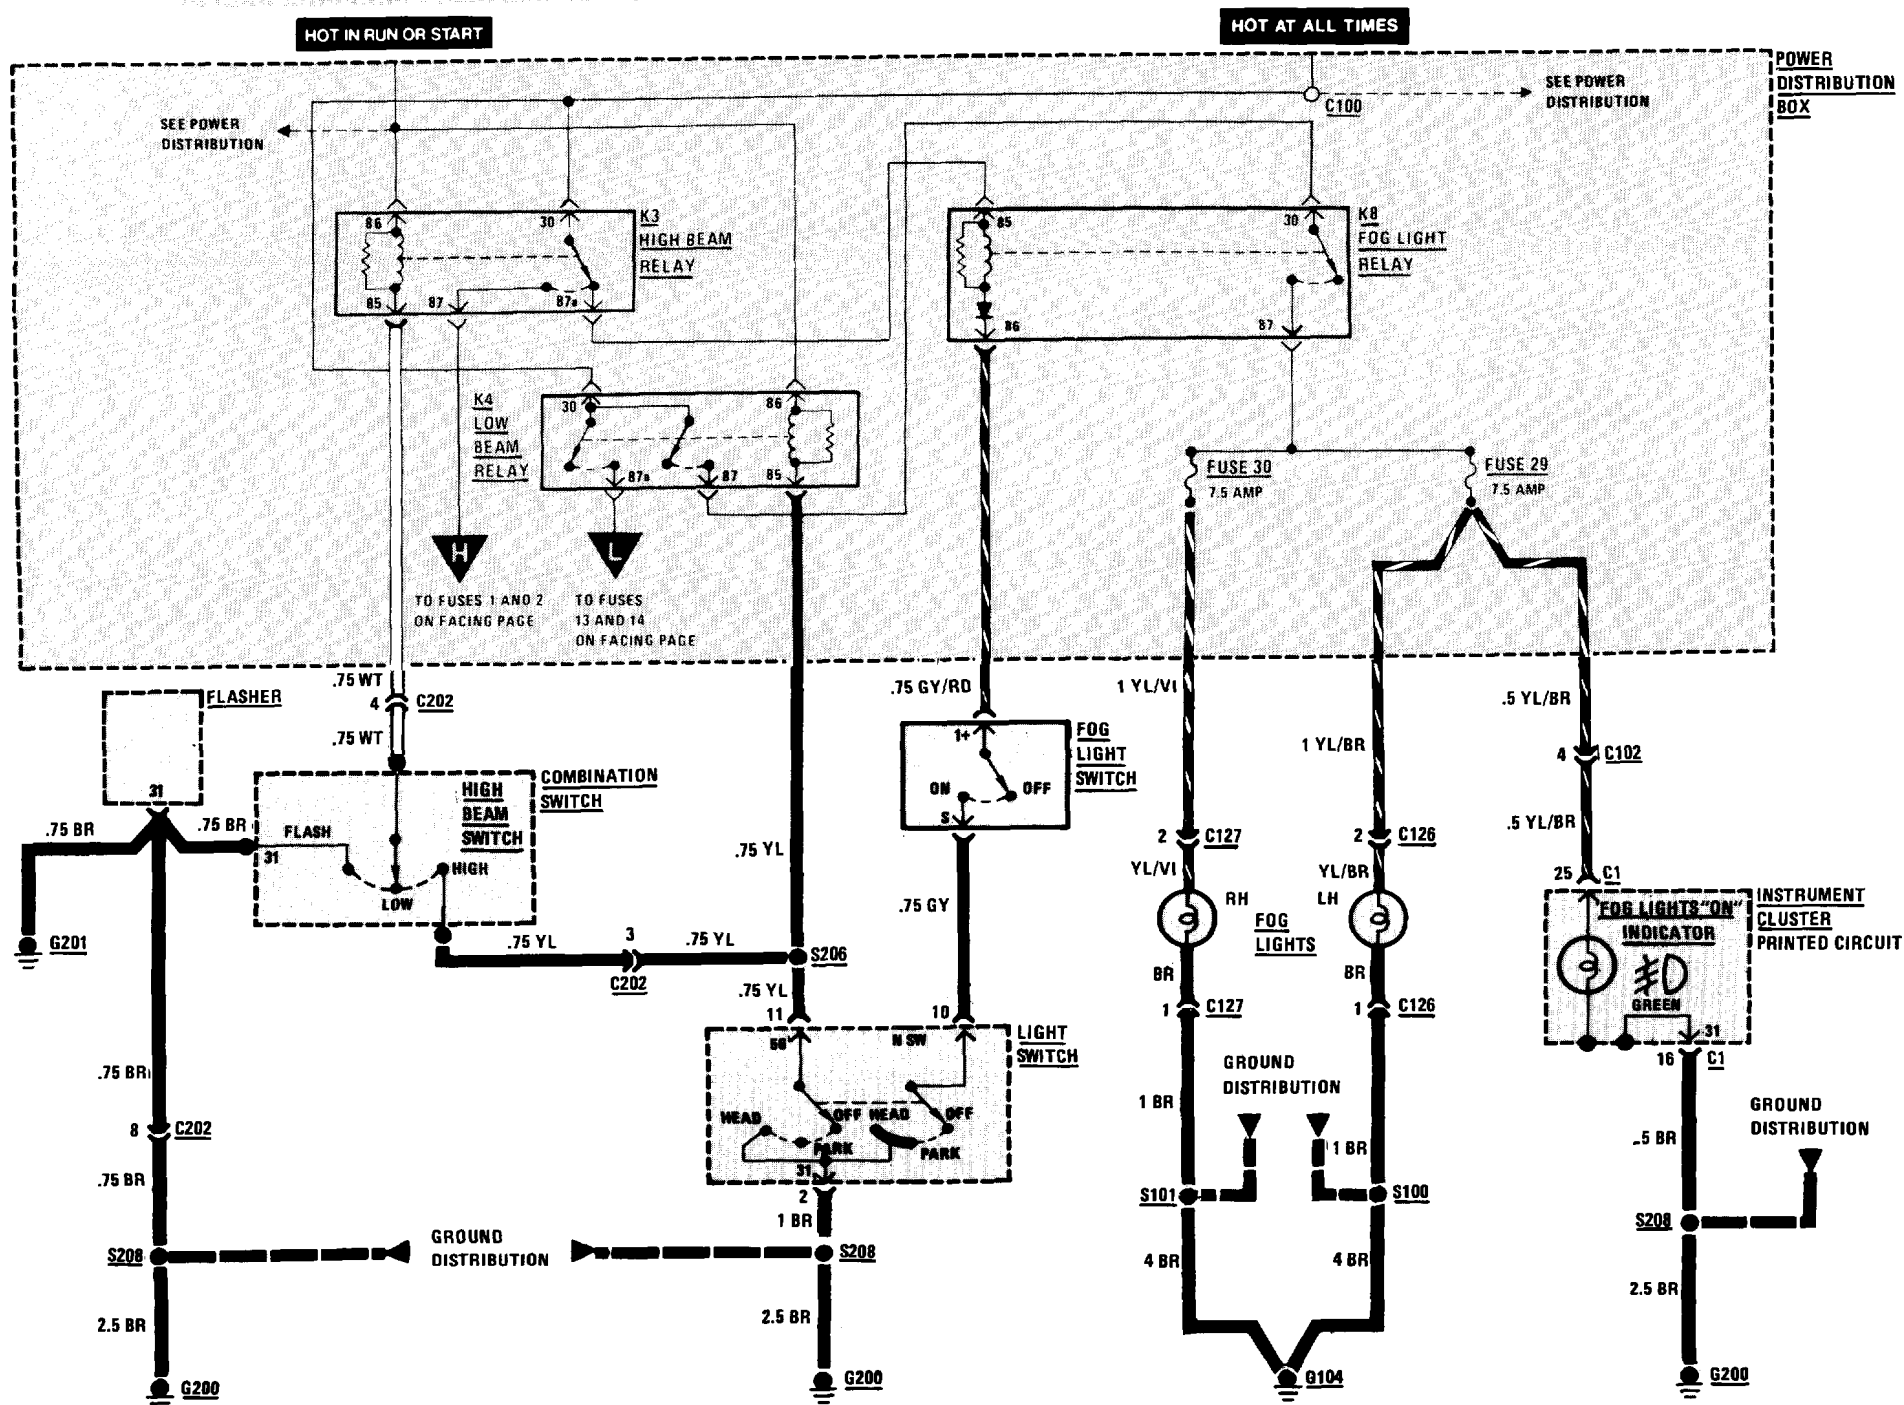 HOT IN RUN OR START
HOT AT ALL TIMES
POWER
DISTRIBUTION
BOX
SEE POWER
DISTRIBUTION
C100
SEE POWER
DISTRIBUTION
86
30
K3
HIGH BEAM
RELAY
85
87
87a
85
30
K8
FOG LIGHT
RELAY
86
87
K4
LOW
BEAM
RELAY
30
86
87a
87
85
FUSE 30
7.5 AMP
FUSE 29
7.5 AMP
H
L
TO FUSES 1 AND 2
ON FACING PAGE
TO FUSES
13 AND 14
ON FACING PAGE
.75 WT
4
C202
.75 WT
FLASHER
31
.75 BR
.75 BR
G201
COMBINATION
SWITCH
HIGH
BEAM
SWITCH
FLASH
31
HIGH
LOW
.75 YL
.75 YL
3
C202
.75 YL
S206
.75 YL
11
.75 GY/RD
FOG
LIGHT
SWITCH
1+
ON
OFF
S
.75 GY
10
LIGHT
SWITCH
56
N SW
HEAD
OFF
PARK
HEAD
OFF
PARK
31
2
1 BR
S208
2.5 BR
G200
.75 BR
8
C202
.75 BR
S208
GROUND
DISTRIBUTION
2.5 BR
G200
1 YL/VI
2
C127
YL/VI
RH
FOG
LIGHTS
BR
1
C127
1 BR
S101
4 BR
1 YL/BR
2
C126
YL/BR
LH
BR
1
C126
1 BR
S100
4 BR
GROUND
DISTRIBUTION
G104
.5 YL/BR
4
C102
.5 YL/BR
25
C1
INSTRUMENT
CLUSTER
PRINTED CIRCUIT
FOG LIGHTS "ON"
INDICATOR
GREEN
31
16
C1
.5 BR
GROUND
DISTRIBUTION
S208
2.5 BR
G200